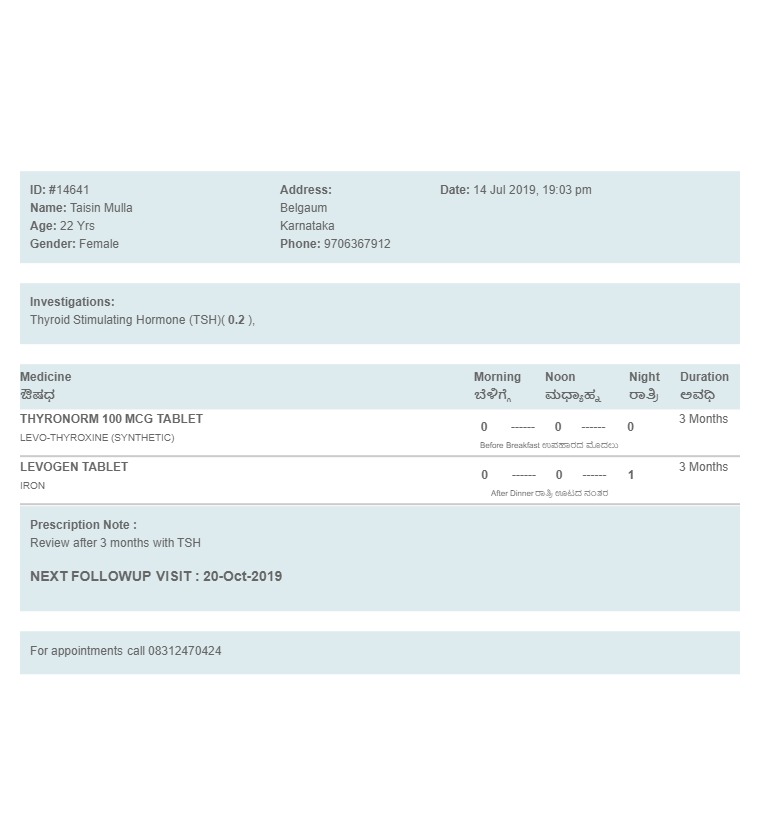 ID: #14641
Name: Taisin Mulla
Age: 22 Yrs
Gender: Female
Address:
Belgaum
Karnataka
Phone: 9706367912
Date: 14 Jul 2019, 19:03 pm
Investigations:
Thyroid Stimulating Hormone (TSH)( 0.2 ),
Medicine Morning Noon Night Duration
ಔಷಧ ಬೆಳಿಗ್ಗೆ ಮಧ್ಯಾಹ್ನ ರಾತ್ರಿ ಅವಧಿ
THYRONORM 100 MCG TABLET 3 Months
0 ------ 0 ------ 0
LEVO-THYROXINE (SYNTHETIC)
Before Breakfast ಉಪಹಾರದ ಮೊದಲು
LEVOGEN TABLET 3 Months
0 ------ 0 ------ 1
IRON
After Dinner ರಾತ್ರಿ ಊಟದ ನಂತರ
Prescription Note :
Review after 3 months with TSH
NEXT FOLLOWUP VISIT : 20-Oct-2019
For appointments call 08312470424